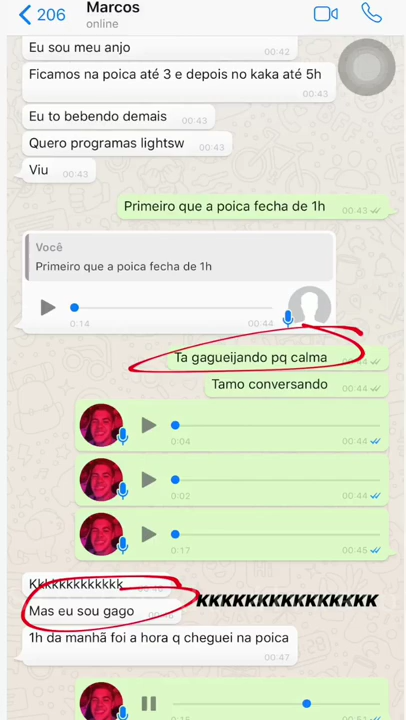 206
Marcos
online
Eu sou meu anjo
00:42
Ficamos na poica até 3 e depois no kaka até 5h
00:43
Eu to bebendo demais
00:43
Quero programas lightsw
00:43
Viu
00:43
Primeiro que a poica fecha de 1h
00:43
Você
Primeiro que a poica fecha de 1h
0:14
00:44
Ta gagueijando pq calma
Tamo conversando
00:44
0:04
00:44
0:02
00:44
0:17
00:45
Kkkkkkkkkkkkk
Mas eu sou gago
KKKKKKKKKKKKKKK
1h da manhã foi a hora q cheguei na poica
00:47